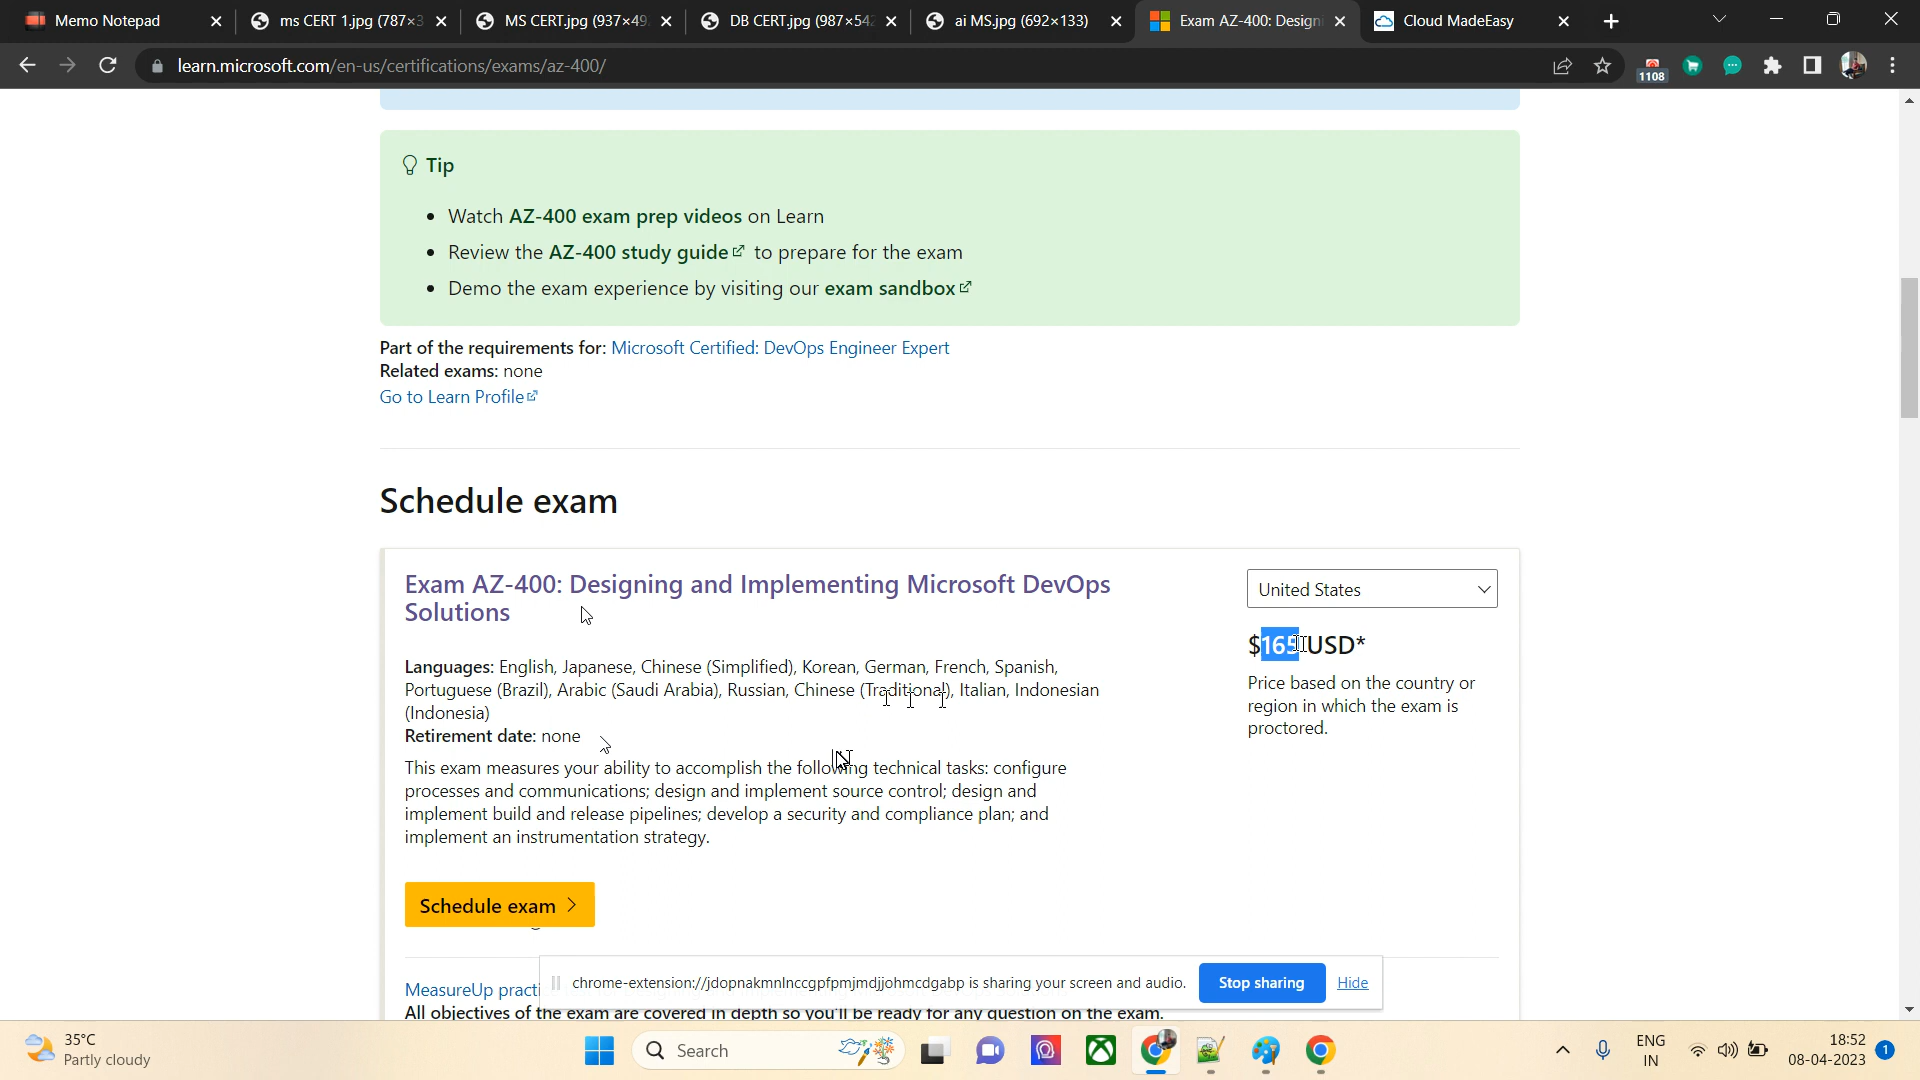 Memo Notepad
ms CERT 1.jpg (787×3
MS CERT.jpg (937×49
DB CERT.jpg (987×542
ai MS.jpg (692×133)
Exam AZ-400: Designi
Cloud MadeEasy
learn.microsoft.com/en-us/certifications/exams/az-400/
1108
Tip
• Watch AZ-400 exam prep videos on Learn
• Review the AZ-400 study guide to prepare for the exam
• Demo the exam experience by visiting our exam sandbox
Part of the requirements for: Microsoft Certified: DevOps Engineer Expert
Related exams: none
Go to Learn Profile
Schedule exam
Exam AZ-400: Designing and Implementing Microsoft DevOps
Solutions
United States
$165 USD*
Price based on the country or
region in which the exam is
proctored.
Languages: English, Japanese, Chinese (Simplified), Korean, German, French, Spanish,
Portuguese (Brazil), Arabic (Saudi Arabia), Russian, Chinese (Traditional), Italian, Indonesian
(Indonesia)
Retirement date: none
This exam measures your ability to accomplish the following technical tasks: configure
processes and communications; design and implement source control; design and
implement build and release pipelines; develop a security and compliance plan; and
implement an instrumentation strategy.
Schedule exam
chrome-extension://jdopnakmnlnccgpfpmjmdjjohmcdgabp is sharing your screen and audio.
Stop sharing
Hide
MeasureUp practi
All objectives of the exam are covered in depth so you'll be ready for any question on the exam.
35°C
Partly cloudy
Search
ENG
IN
18:52
08-04-2023
1